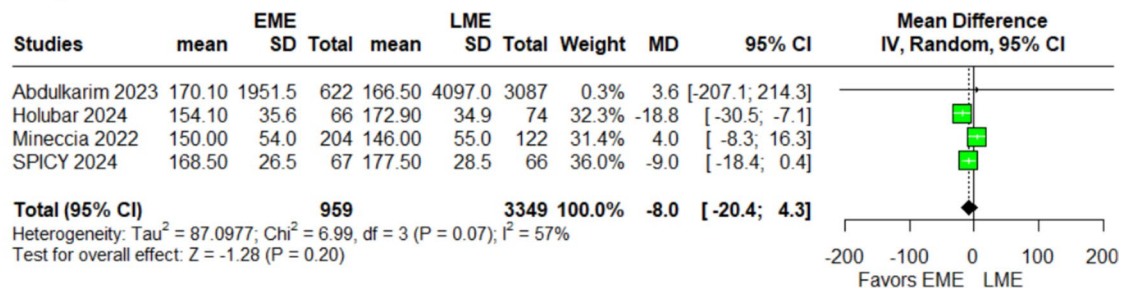 EME LME Mean Difference
Studies mean SD Total mean SD Total Weight MD 95% CI IV, Random, 95% CI
Abdulkarim 2023 170.10 1951.5 622 166.50 4097.0 3087 0.3% 3.6 [-207.1; 214.3]
Holubar 2024 154.10 35.6 66 172.90 34.9 74 32.3% -18.8 [-30.5; -7.1]
Mineccia 2022 150.00 54.0 204 146.00 55.0 122 31.4% 4.0 [ -8.3; 16.3]
SPICY 2024 168.50 26.5 67 177.50 28.5 66 36.0% -9.0 [-18.4; 0.4]
Total (95% CI) 959 3349 100.0% -8.0 [-20.4; 4.3]
Heterogeneity: Tau² = 87.0977; Chi² = 6.99, df = 3 (P = 0.07); I² = 57%
Test for overall effect: Z = -1.28 (P = 0.20)
-200 -100 0 100 200
Favors EME LME